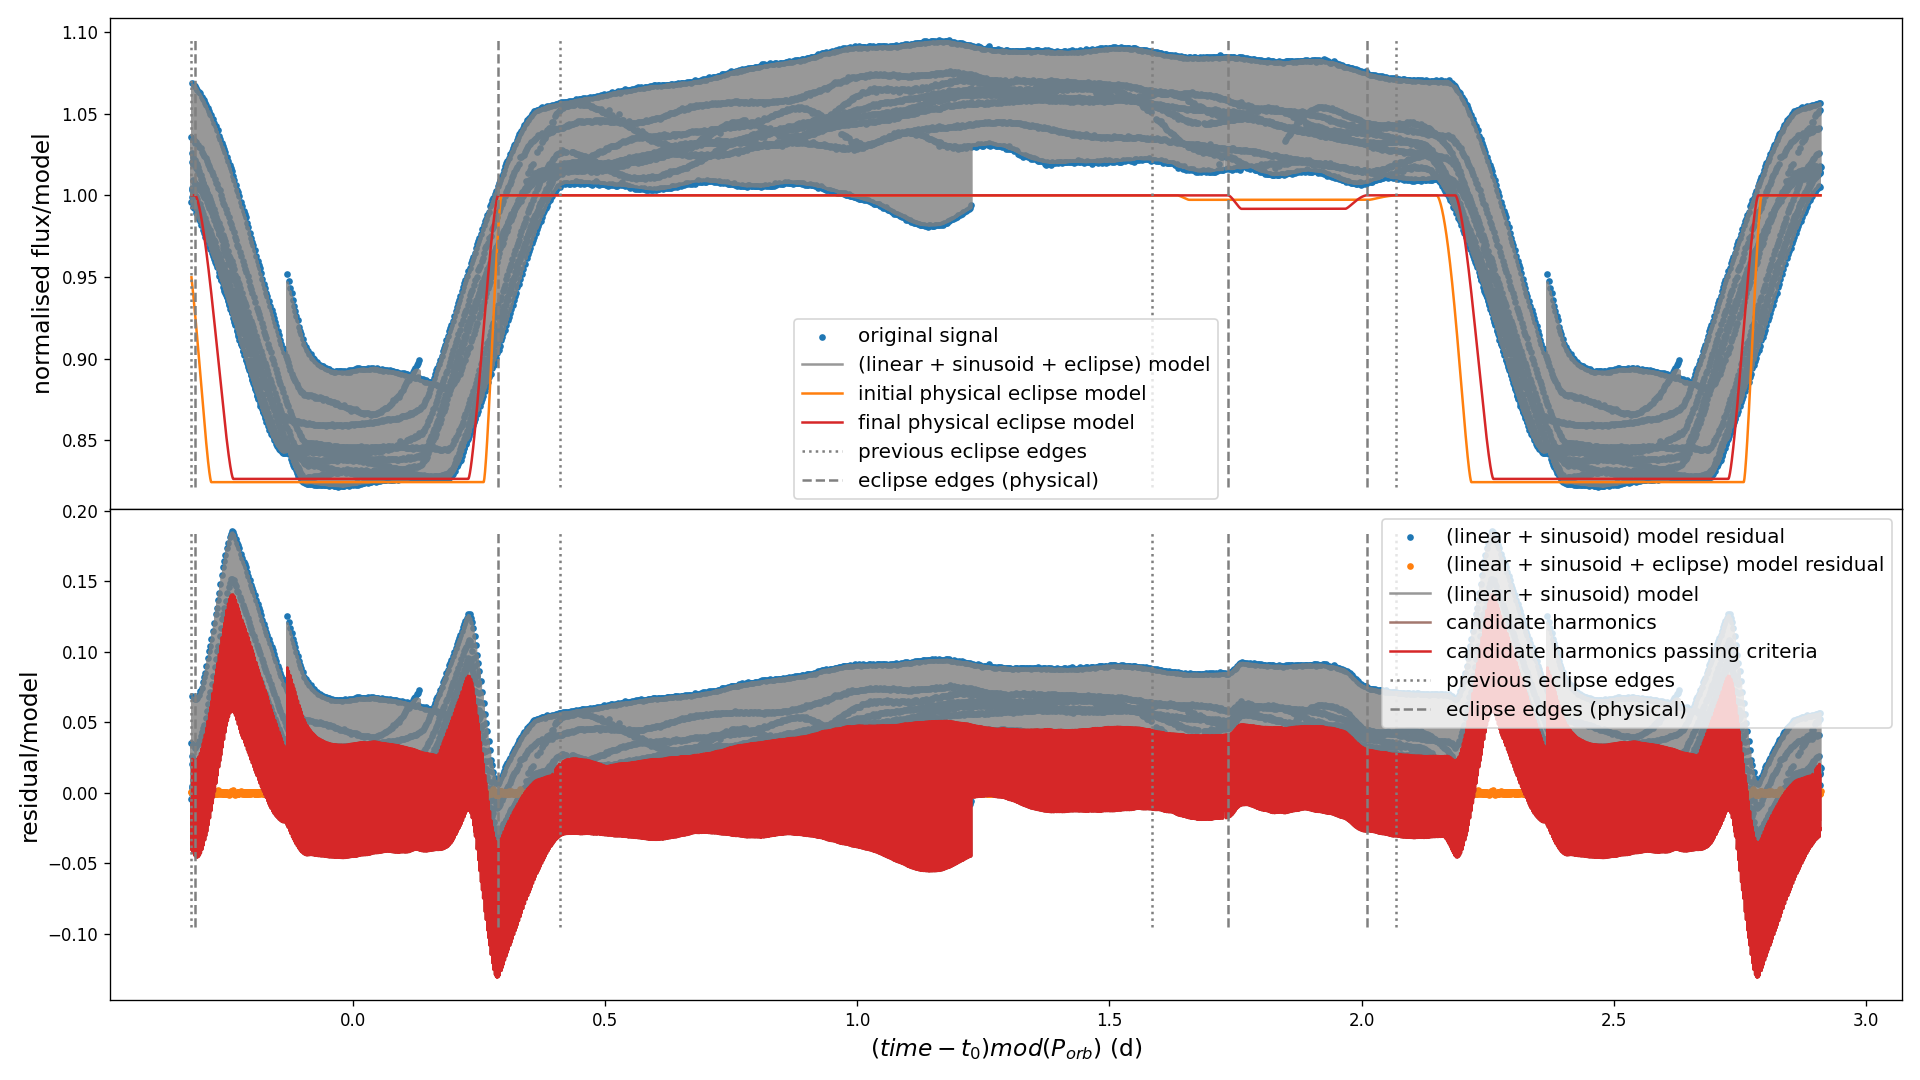 1.10
1.05
1.00
0.95
0.90
0.85
normalised flux/model
original signal
(linear + sinusoid + eclipse) model
initial physical eclipse model
final physical eclipse model
previous eclipse edges
eclipse edges (physical)
0.20
0.15
0.10
0.05
0.00
−0.05
−0.10
residual/model
(linear + sinusoid) model residual
(linear + sinusoid + eclipse) model residual
(linear + sinusoid) model
candidate harmonics
candidate harmonics passing criteria
previous eclipse edges
eclipse edges (physical)
0.0 0.5 1.0 1.5 2.0 2.5 3.0
(time − t₀)mod(Pₒᵣb) (d)